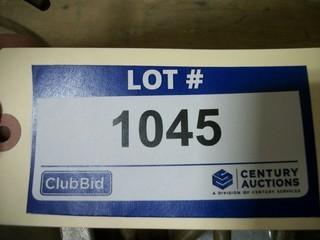 LOT #
1045
ClubBid
CENTURY
AUCTIONS
A DIVISION OF CENTURY SERVICES